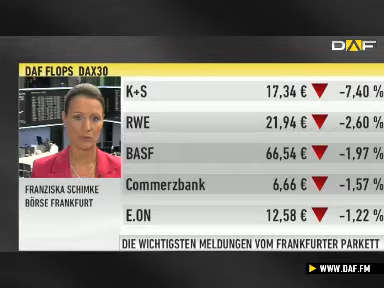 DAF
DAF FLOPS DAX30
K+S 17,34 € -7,40 %
RWE 21,94 € -2,60 %
BASF 66,54 € -1,97 %
Commerzbank 6,66 € -1,57 %
E.ON 12,58 € -1,22 %
FRANZISKA SCHIMKE
BÖRSE FRANKFURT
DIE WICHTIGSTEN MELDUNGEN VOM FRANKFURTER PARKETT
WWW.DAF.FM